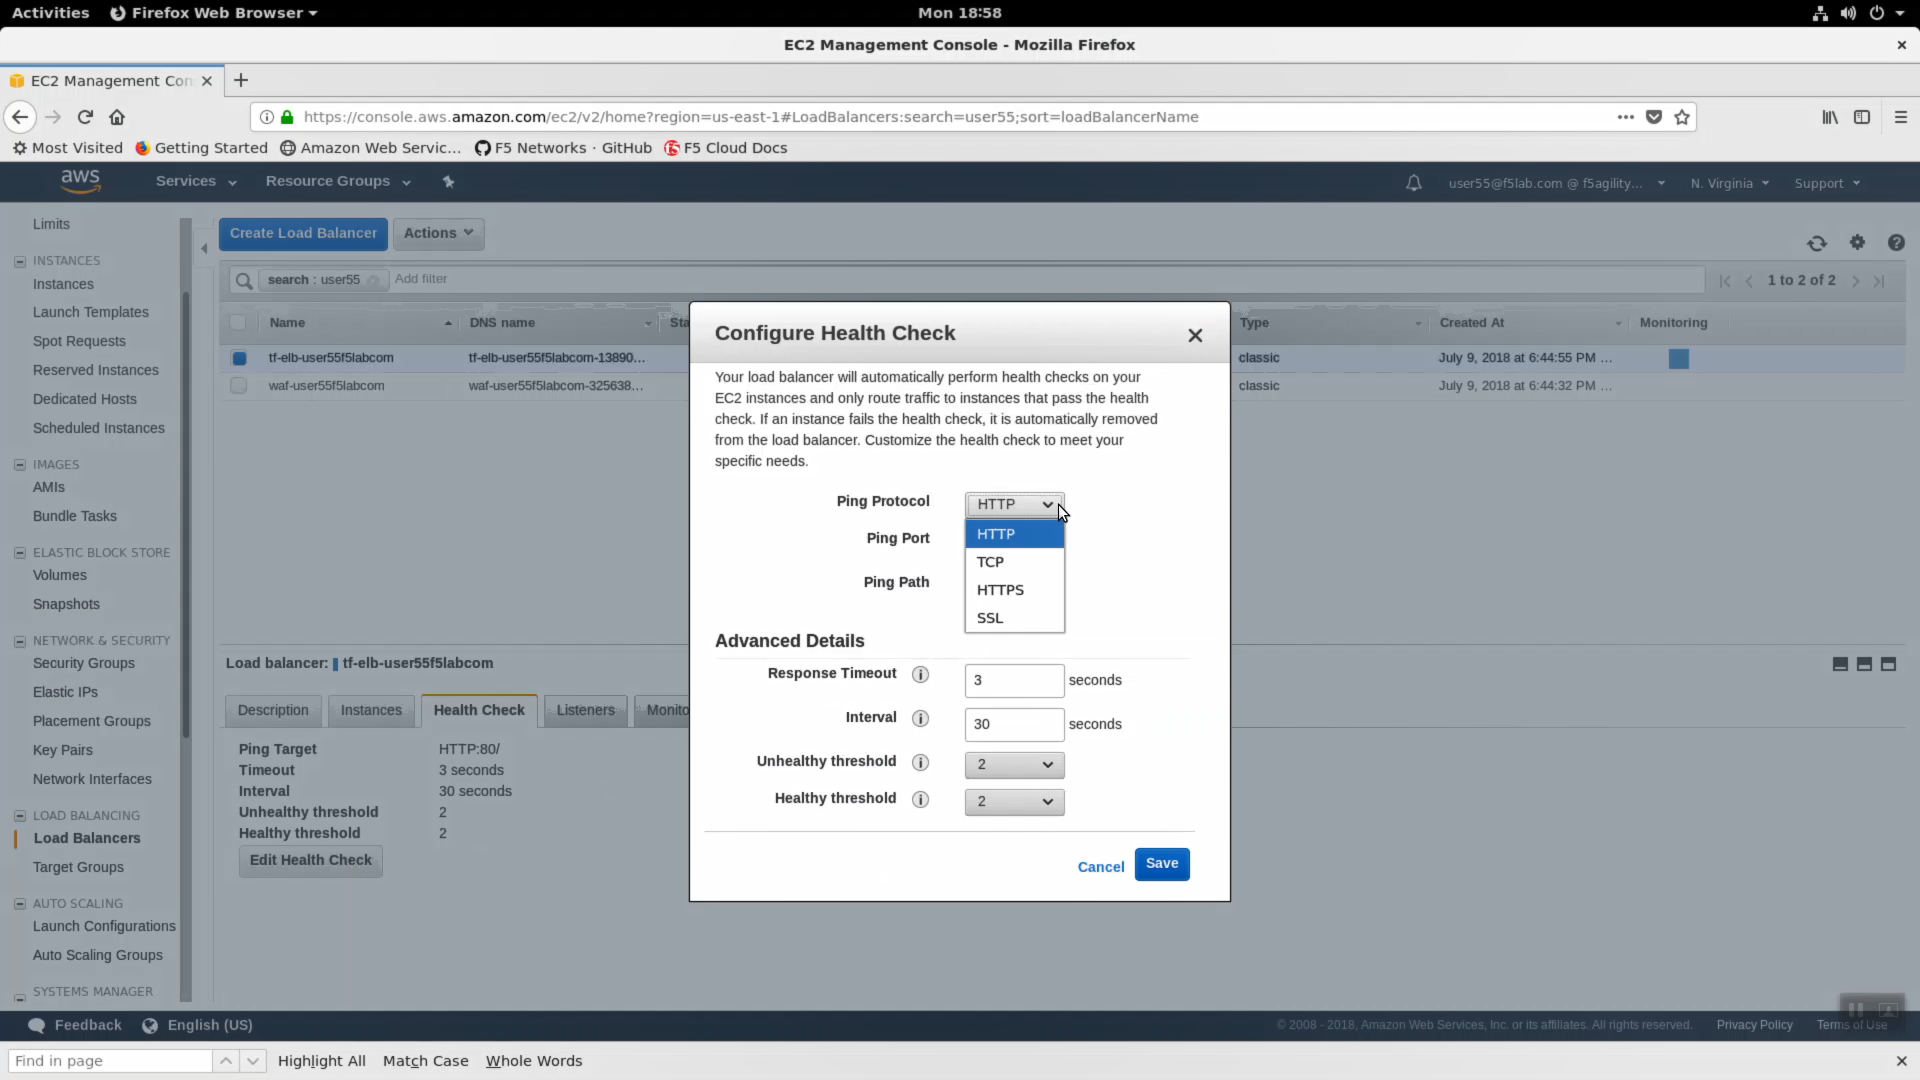 Activities Firefox Web Browser Mon 18:58
EC2 Management Console - Mozilla Firefox
EC2 Management Con
https://console.aws.amazon.com/ec2/v2/home?region=us-east-1#LoadBalancers:search=user55;sort=loadBalancerName
Most Visited Getting Started Amazon Web Servic... F5 Networks · GitHub F5 Cloud Docs
aws Services Resource Groups user55@f5lab.com @ f5agility... N. Virginia Support
Limits
INSTANCES
Instances
Launch Templates
Spot Requests
Reserved Instances
Dedicated Hosts
Scheduled Instances
IMAGES
AMIs
Bundle Tasks
ELASTIC BLOCK STORE
Volumes
Snapshots
NETWORK & SECURITY
Security Groups
Elastic IPs
Placement Groups
Key Pairs
Network Interfaces
LOAD BALANCING
Load Balancers
Target Groups
AUTO SCALING
Launch Configurations
Auto Scaling Groups
SYSTEMS MANAGER
Create Load Balancer Actions
search : user55 Add filter 1 to 2 of 2
Name DNS name Sta Type Created At Monitoring
tf-elb-user55f5labcom tf-elb-user55f5labcom-13890... classic July 9, 2018 at 6:44:55 PM ...
waf-user55f5labcom waf-user55f5labcom-325638... classic July 9, 2018 at 6:44:32 PM ...
Load balancer: tf-elb-user55f5labcom
Description Instances Health Check Listeners Monito
Ping Target HTTP:80/
Timeout 3 seconds
Interval 30 seconds
Unhealthy threshold 2
Healthy threshold 2
Edit Health Check
Configure Health Check
Your load balancer will automatically perform health checks on your
EC2 instances and only route traffic to instances that pass the health
check. If an instance fails the health check, it is automatically removed
from the load balancer. Customize the health check to meet your
specific needs.
Ping Protocol HTTP
HTTP
TCP
HTTPS
SSL
Ping Port
Ping Path
Advanced Details
Response Timeout 3 seconds
Interval 30 seconds
Unhealthy threshold 2
Healthy threshold 2
Cancel Save
Feedback English (US) © 2008 - 2018, Amazon Web Services, Inc. or its affiliates. All rights reserved. Privacy Policy Terms of Use
Find in page Highlight All Match Case Whole Words